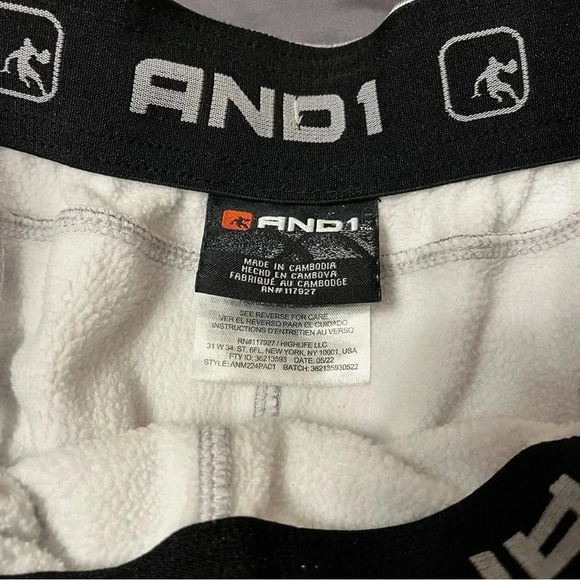 AND1
AND1
MADE IN CAMBODIA
HECHO EN CAMBOYA
FABRIQUÉ AU CAMBODGE
RN#117927
SEE REVERSE FOR CARE
VER EL REVERSO PARA EL CUIDADO
INSTRUCTIONS D'ENTRETIEN AU VERSO
RN#117927 / HIGHLIFE LLC
31 W 34 ST. 6FL, NEW YORK, NY 10001, USA
FTY ID: 36213593 DATE: 05/22
STYLE: ANM224PA01 BATCH: 362135930522